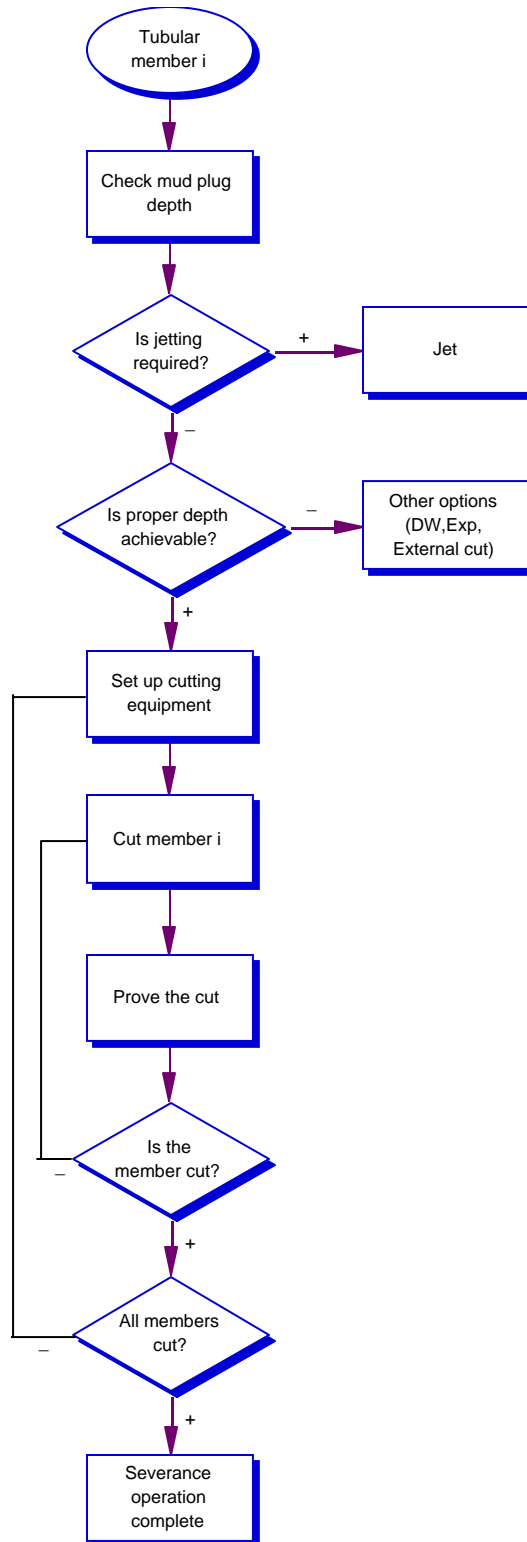 Tubular
member i
Check mud plug
depth
Is jetting
required?
+
Jet
–
Is proper depth
achievable?
–
Other options
(DW,Exp,
External cut)
+
Set up cutting
equipment
Cut member i
Prove the cut
Is the
member cut?
–
+
All members
cut?
–
+
Severance
operation
complete